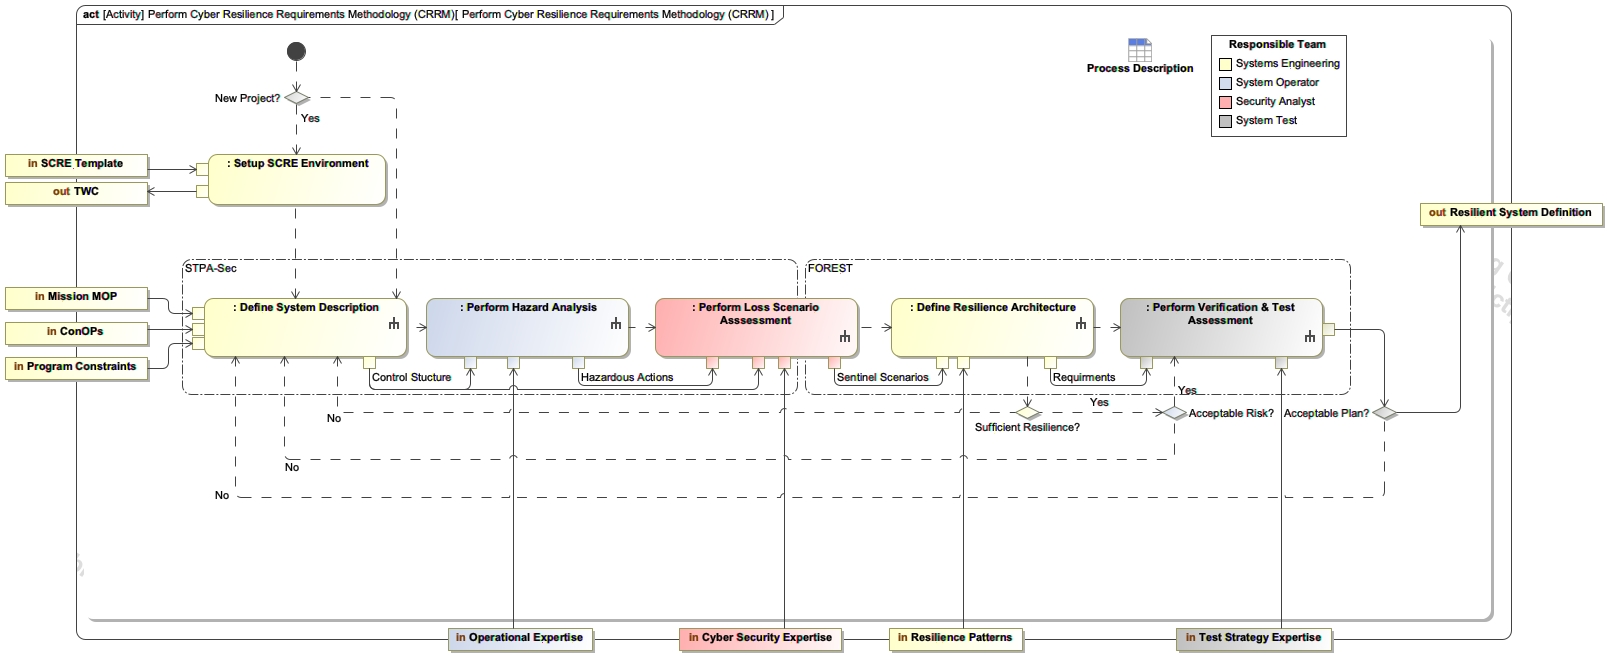 act [Activity] Perform Cyber Resilience Requirements Methodology (CRRM)[ Perform Cyber Resilience Requirements Methodology (CRRM) ]
Process Description
Responsible Team
Systems Engineering
System Operator
Security Analyst
System Test
New Project?
Yes
in SCRE Template
out TWC
: Setup SCRE Environment
out Resilient System Definition
STPA-Sec
FOREST
in Mission MOP
in ConOPs
in Program Constraints
: Define System Description
: Perform Hazard Analysis
: Perform Loss Scenario
Asssessment
: Define Resilience Architecture
: Perform Verification & Test
Assessment
Control Stucture
Hazardous Actions
Sentinel Scenarios
Requirments
Yes
Yes
No
Sufficient Resilience?
Acceptable Risk?
Acceptable Plan?
No
No
in Operational Expertise
in Cyber Security Expertise
in Resilience Patterns
in Test Strategy Expertise